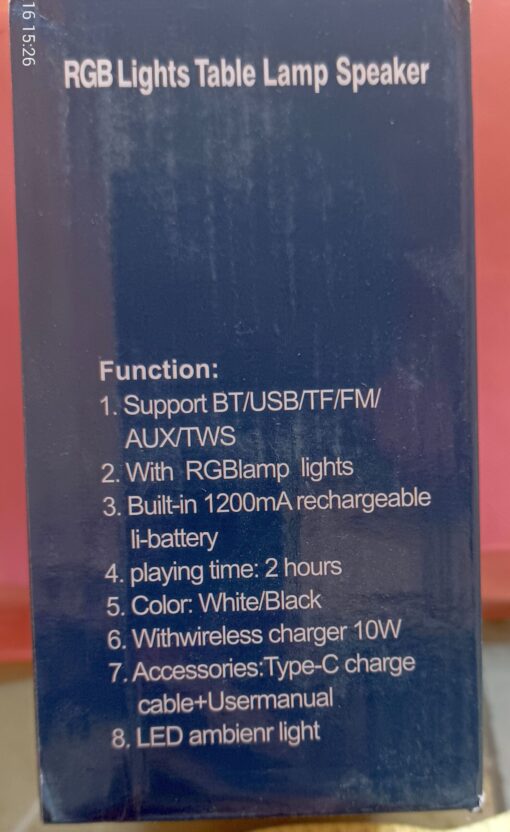 16 15:26
RGB Lights Table Lamp Speaker
Function:
1. Support BT/USB/TF/FM/
AUX/TWS
2. With RGBlamp lights
3. Built-in 1200mA rechargeable
li-battery
4. playing time: 2 hours
5. Color: White/Black
6. Withwireless charger 10W
7. Accessories:Type-C charge
cable+Usermanual
8. LED ambienr light